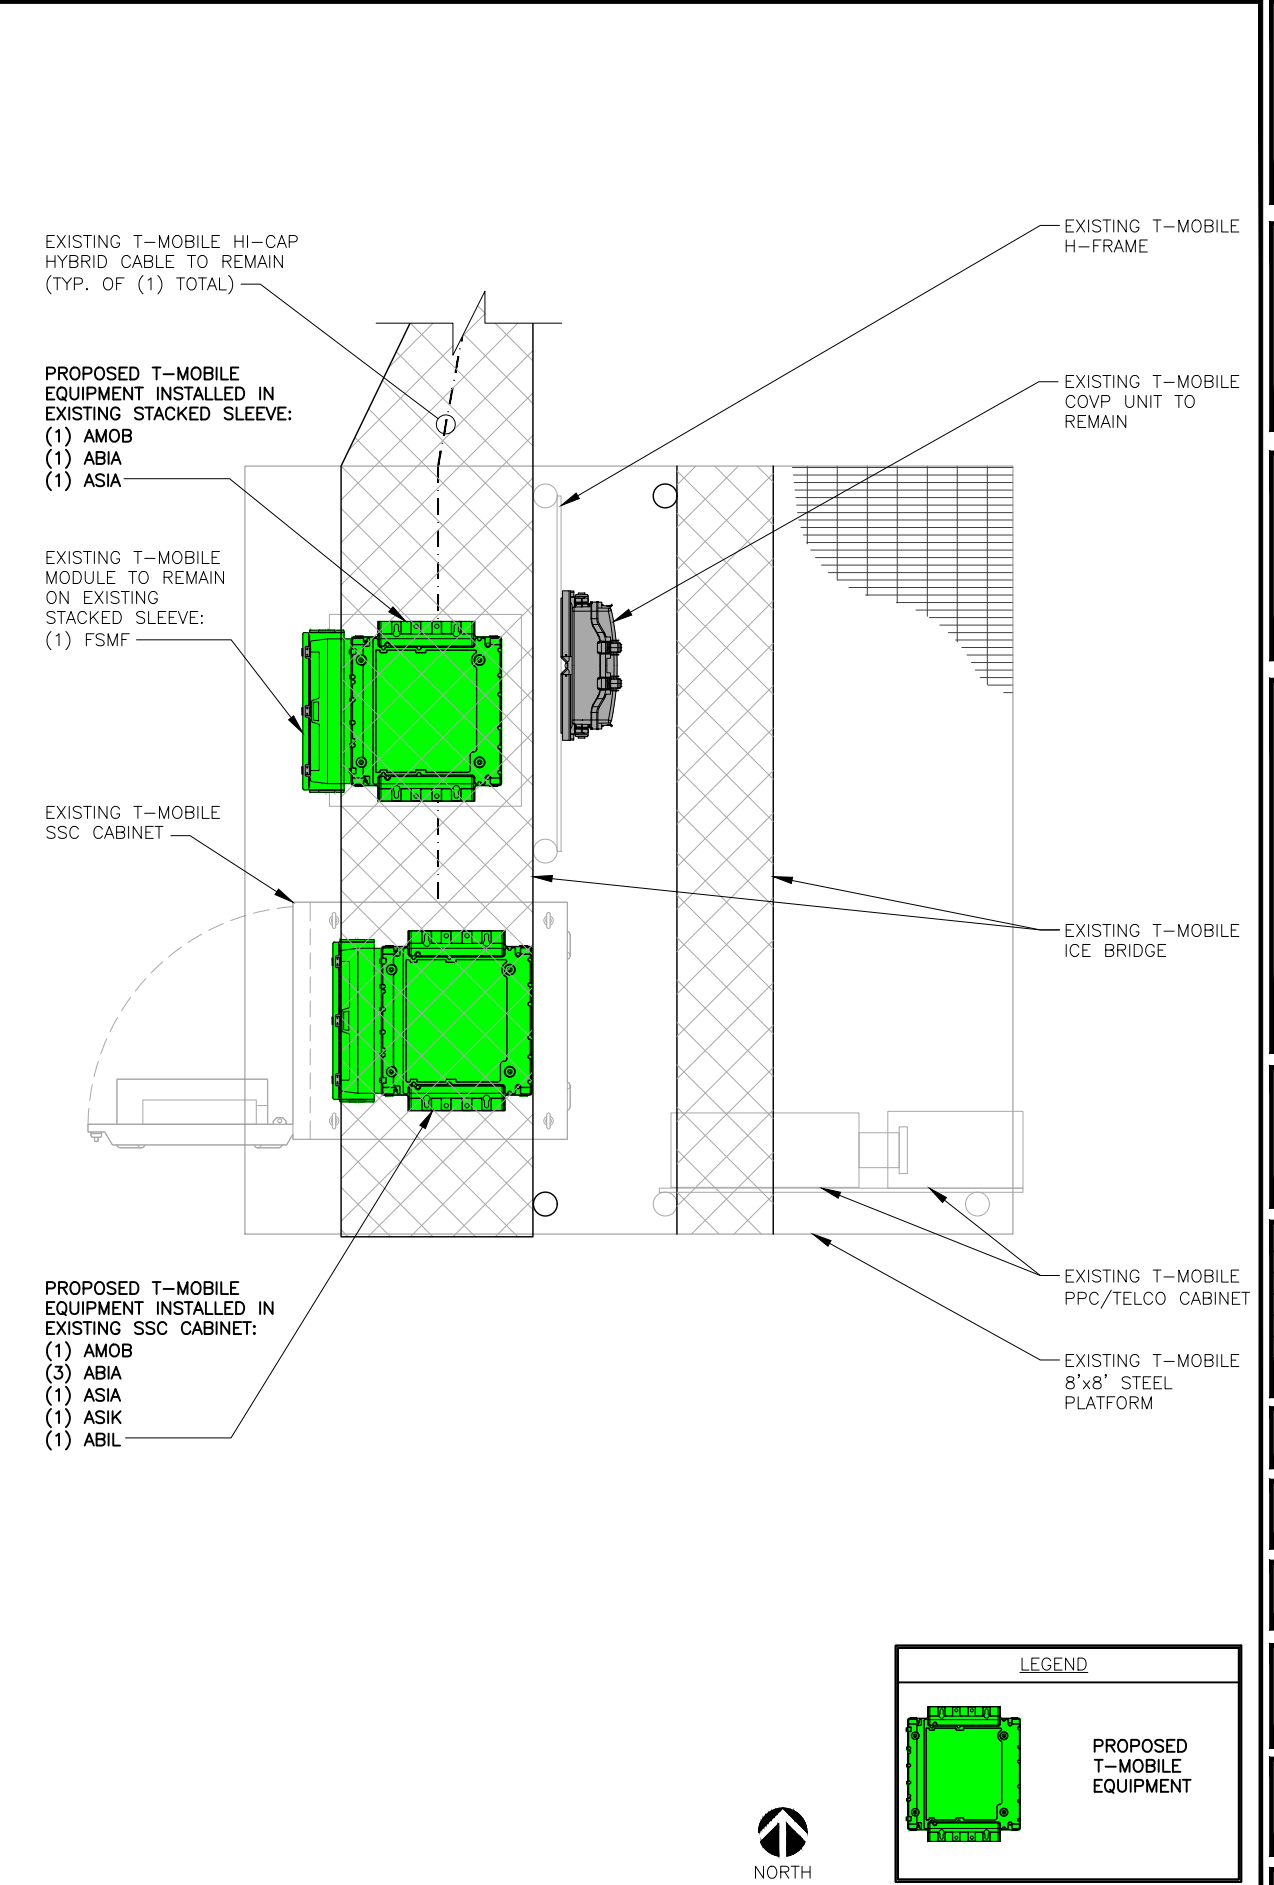 EXISTING T-MOBILE HI-CAP
HYBRID CABLE TO REMAIN
(TYP. OF (1) TOTAL)
PROPOSED T-MOBILE
EQUIPMENT INSTALLED IN
EXISTING STACKED SLEEVE:
(1) AMOB
(1) ABIA
(1) ASIA
EXISTING T-MOBILE
MODULE TO REMAIN
ON EXISTING
STACKED SLEEVE:
(1) FSMF
EXISTING T-MOBILE
SSC CABINET
PROPOSED T-MOBILE
EQUIPMENT INSTALLED IN
EXISTING SSC CABINET:
(1) AMOB
(3) ABIA
(1) ASIA
(1) ASIK
(1) ABIL
EXISTING T-MOBILE
H-FRAME
EXISTING T-MOBILE
COVP UNIT TO
REMAIN
EXISTING T-MOBILE
ICE BRIDGE
EXISTING T-MOBILE
PPC/TELCO CABINET
EXISTING T-MOBILE
8'x8' STEEL
PLATFORM
LEGEND
PROPOSED
T-MOBILE
EQUIPMENT
NORTH